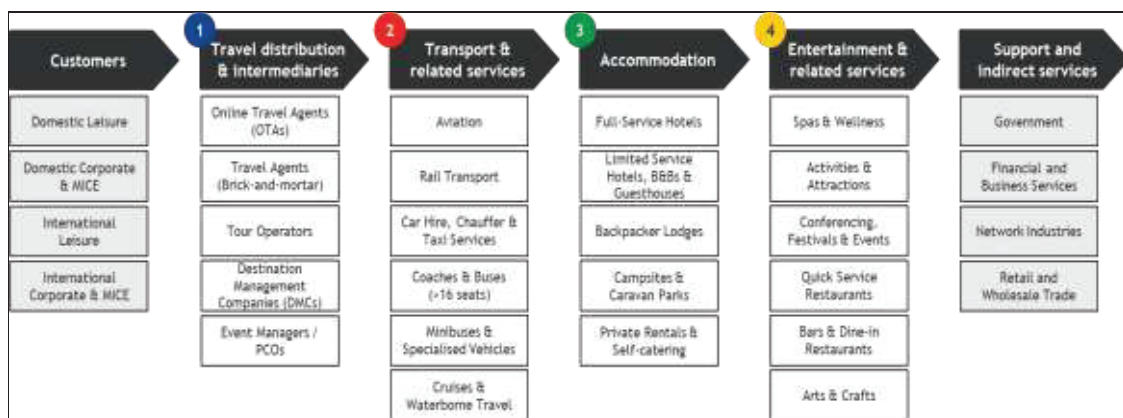 1
2
3
4
Customers
Travel distribution
& intermediaries
Transport &
related services
Accommodation
Entertainment &
related services
Support and
indirect services
Domestic Leisure
Domestic Corporate
& MICE
International
Leisure
International
Corporate & MICE
Online Travel Agents
(OTAs)
Travel Agents
(Brick-and-mortar)
Tour Operators
Destination
Management
Companies (DMCs)
Event Managers /
PCOs
Aviation
Rail Transport
Car Hire, Chauffer &
Taxi Services
Coaches & Buses
(>16 seats)
Minibuses &
Specialised Vehicles
Cruises &
Waterborne Travel
Full-Service Hotels
Limited Service
Hotels, B&Bs &
Guesthouses
Backpacker Lodges
Campsites &
Caravan Parks
Private Rentals &
Self-catering
Spas & Wellness
Activities &
Attractions
Conferencing,
Festivals & Events
Quick Service
Restaurants
Bars & Dine-in
Restaurants
Arts & Crafts
Government
Financial and
Business Services
Network Industries
Retail and
Wholesale Trade